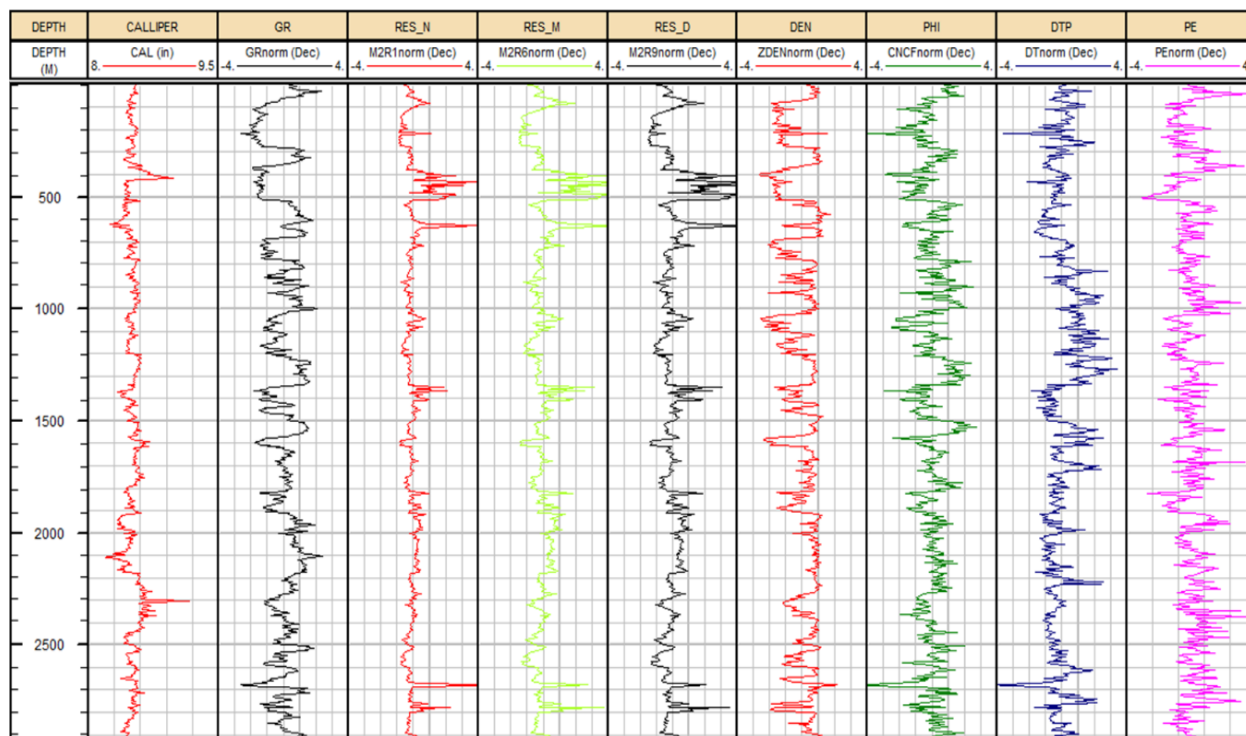 DEPTH CALLIPER GR RES_N RES_M RES_D DEN PHI DTP PE
DEPTH CAL (in) GRnorm (Dec) M2R1norm (Dec) M2R6norm (Dec) M2R9norm (Dec) ZDENnorm (Dec) CNCFnorm (Dec) DTnorm (Dec) PEnorm (Dec)
(M) 8. 9.5 -4. 4. -4. 4. -4. 4. -4. 4. -4. 4. -4. 4. -4. 4. -4. 4.
500
1000
1500
2000
2500